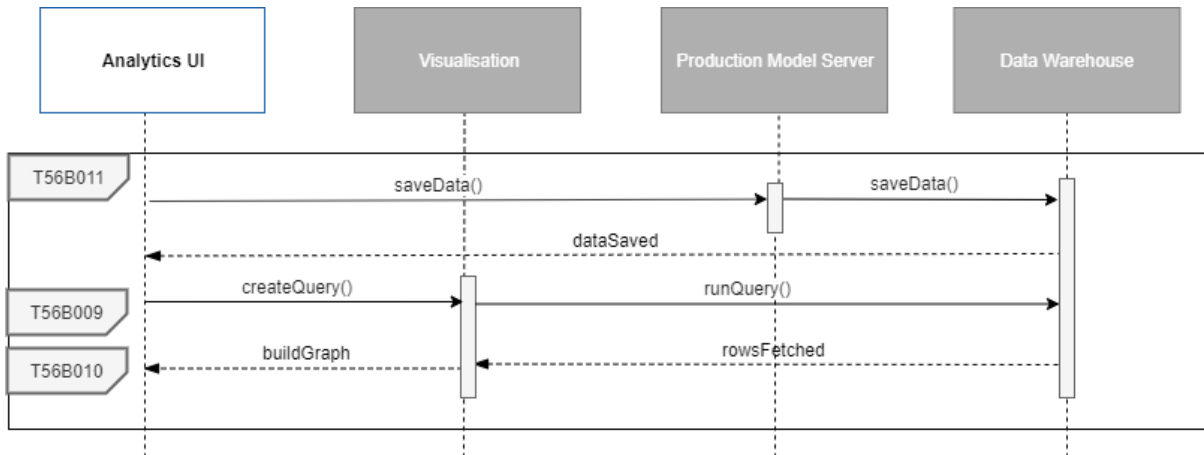 Analytics UI
Visualisation
Production Model Server
Data Warehouse
T56B011
saveData()
saveData()
dataSaved
T56B009
createQuery()
runQuery()
T56B010
buildGraph
rowsFetched